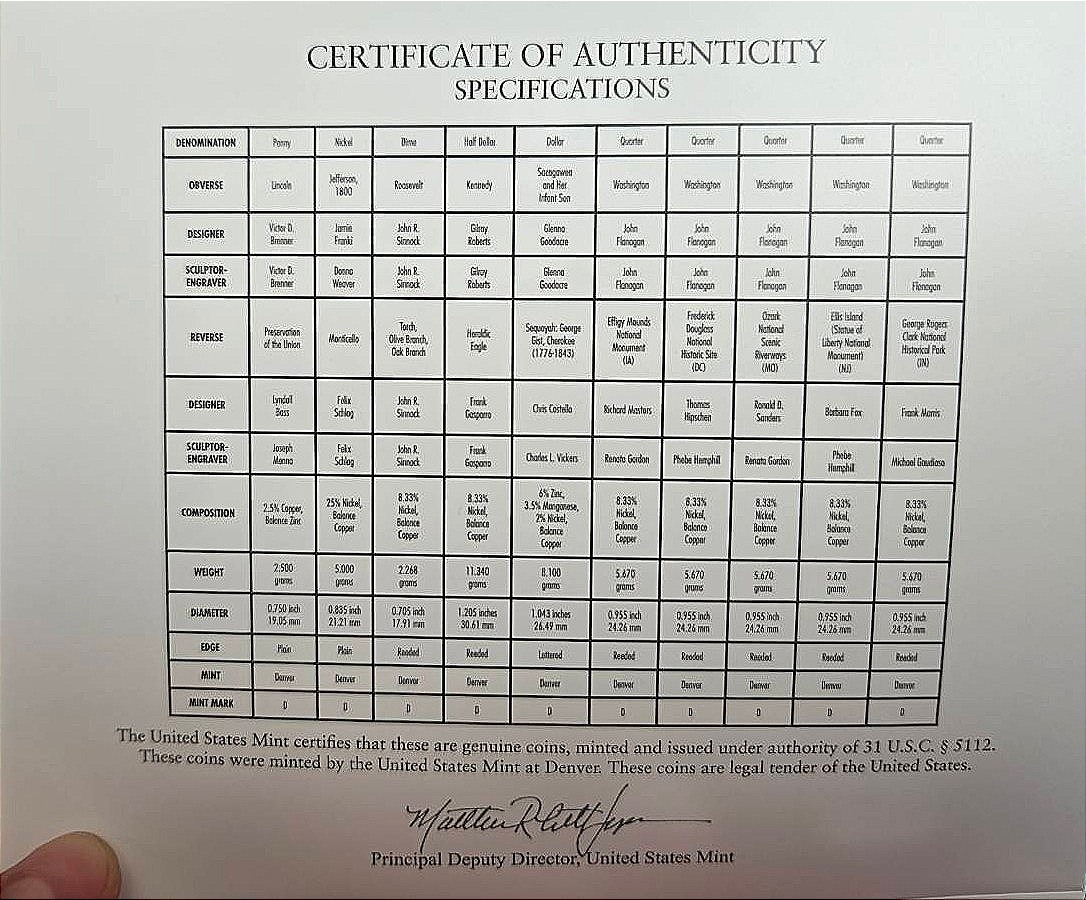 CERTIFICATE OF AUTHENTICITY
SPECIFICATIONS
DENOMINATION Penny Nickel Dime Half Dollar Dollar Quarter Quarter Quarter Quarter Quarter
OBVERSE Lincoln Jefferson, 1800 Roosevelt Kennedy Sacagawea and Her Infant Son Washington Washington Washington Washington Washington
DESIGNER Victor D. Brenner Jamie Franki John R. Sinnock Gilroy Roberts Glenna Goodacre John Flanagan John Flanagan John Flanagan John Flanagan John Flanagan
SCULPTOR-ENGRAVER Victor D. Brenner Donna Weaver John R. Sinnock Gilroy Roberts Glenna Goodacre John Flanagan John Flanagan John Flanagan John Flanagan John Flanagan
REVERSE Preservation of the Union Monticello Torch, Olive Branch, Oak Branch Heraldic Eagle Sequoyah: George Gist, Cherokee (1776-1843) Effigy Mounds National Monument (IA) Frederick Douglass National Historic Site (DC) Ozark National Scenic Riverways (MO) Ellis Island (Statue of Liberty National Monument) (NJ) George Rogers Clark National Historical Park (IN)
DESIGNER Lyndall Bass Felix Schlag John R. Sinnock Frank Gasparro Chris Costello Richard Masters Thomas Hipschen Ronald D. Sanders Barbara Fox Frank Morris
SCULPTOR-ENGRAVER Joseph Menna Felix Schlag John R. Sinnock Frank Gasparro Charles L. Vickers Renata Gordon Phebe Hemphill Renata Gordon Phebe Hemphill Michael Gaudioso
COMPOSITION 2.5% Copper, Balance Zinc 25% Nickel, Balance Copper 8.33% Nickel, Balance Copper 8.33% Nickel, Balance Copper 6% Zinc, 3.5% Manganese, 2% Nickel, Balance Copper 8.33% Nickel, Balance Copper 8.33% Nickel, Balance Copper 8.33% Nickel, Balance Copper 8.33% Nickel, Balance Copper 8.33% Nickel, Balance Copper
WEIGHT 2.500 grams 5.000 grams 2.268 grams 11.340 grams 8.100 grams 5.670 grams 5.670 grams 5.670 grams 5.670 grams 5.670 grams
DIAMETER 0.750 inch 19.05 mm 0.835 inch 21.21 mm 0.705 inch 17.91 mm 1.205 inches 30.61 mm 1.043 inches 26.49 mm 0.955 inch 24.26 mm 0.955 inch 24.26 mm 0.955 inch 24.26 mm 0.955 inch 24.26 mm 0.955 inch 24.26 mm
EDGE Plain Plain Reeded Reeded Lettered Reeded Reeded Reeded Reeded Reeded
MINT Denver Denver Denver Denver Denver Denver Denver Denver Denver Denver
MINT MARK D D D D D D D D D D
The United States Mint certifies that these are genuine coins, minted and issued under authority of 31 U.S.C. § 5112.
These coins were minted by the United States Mint at Denver. These coins are legal tender of the United States.
Principal Deputy Director, United States Mint